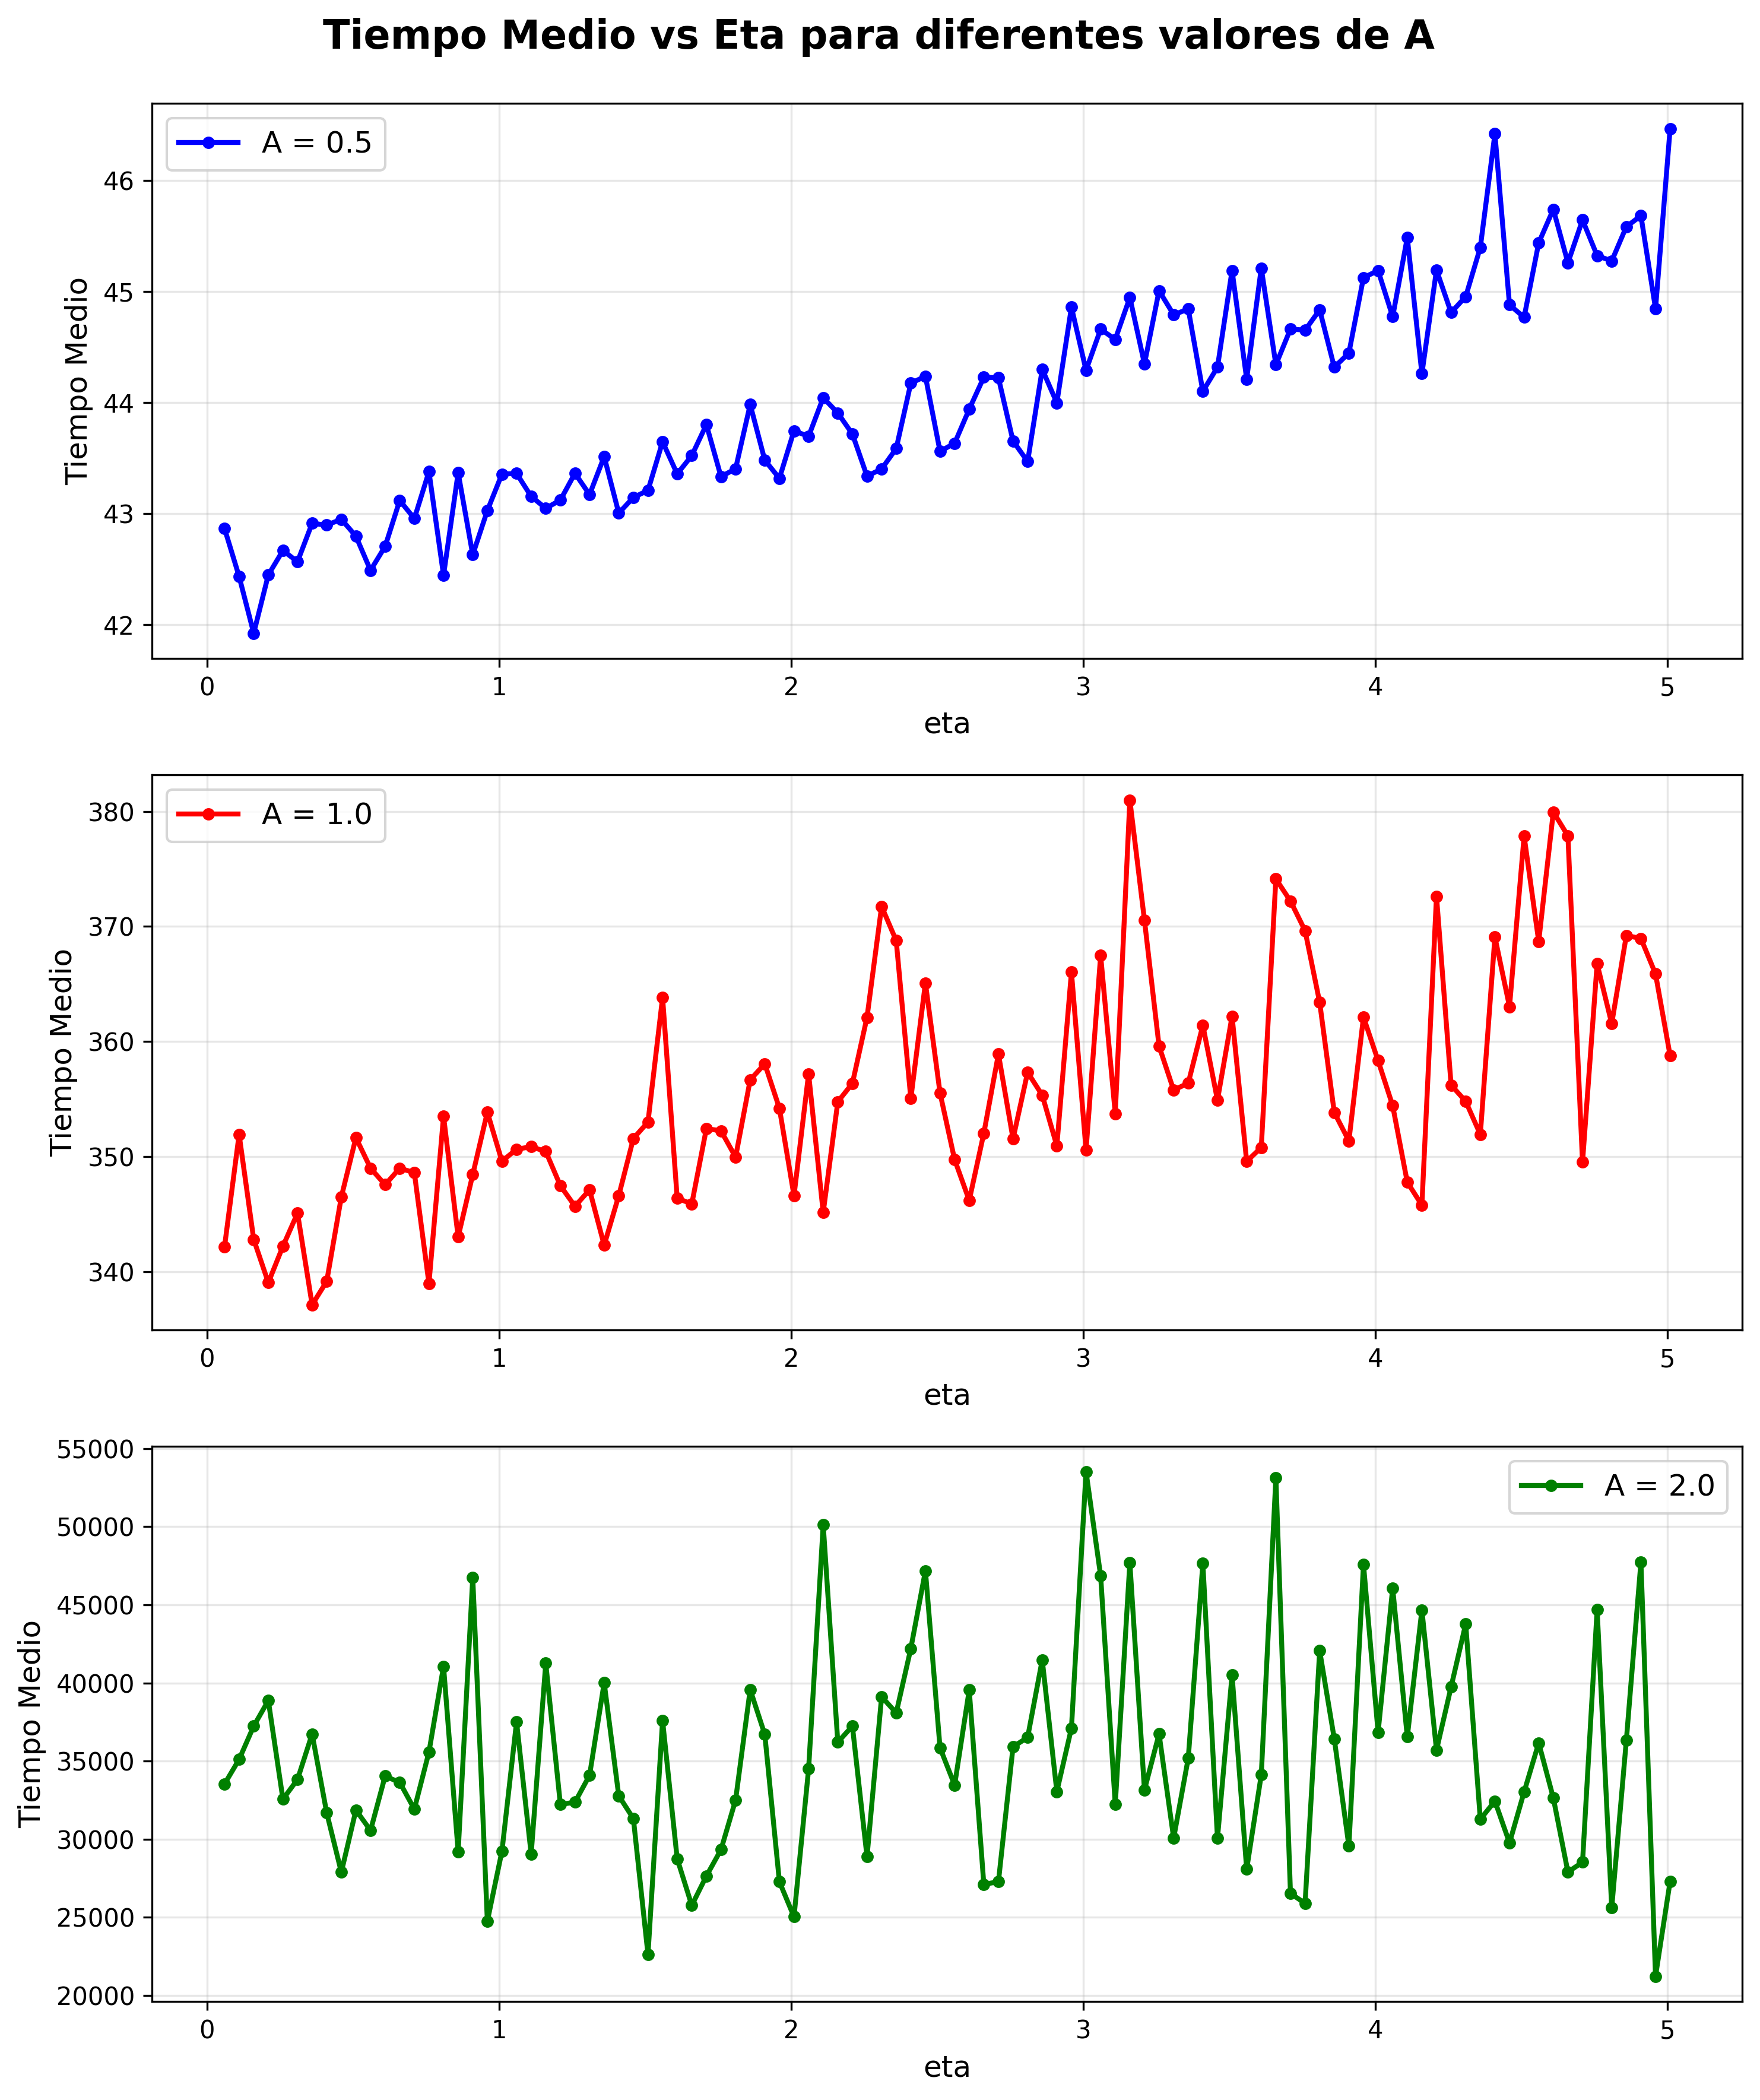 Tiempo Medio vs Eta para diferentes valores de A
A = 0.5
46
45
44
43
42
Tiempo Medio
0 1 2 3 4 5
eta
A = 1.0
380
370
360
350
340
Tiempo Medio
0 1 2 3 4 5
eta
A = 2.0
55000
50000
45000
40000
35000
30000
25000
20000
Tiempo Medio
0 1 2 3 4 5
eta